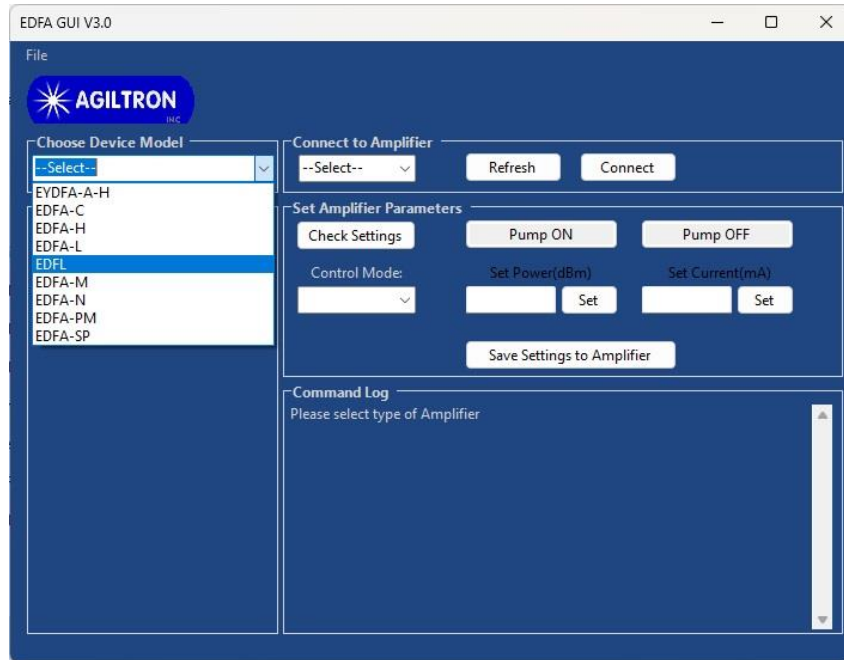 EDFA GUI V3.0
File
AGILTRON
INC
Choose Device Model
--Select--
EYDFA-A-H
EDFA-C
EDFA-H
EDFA-L
EDFL
EDFA-M
EDFA-N
EDFA-PM
EDFA-SP
Connect to Amplifier
--Select-- Refresh Connect
Set Amplifier Parameters
Check Settings Pump ON Pump OFF
Control Mode: Set Power(dBm) Set Current(mA)
Set Set
Save Settings to Amplifier
Command Log
Please select type of Amplifier